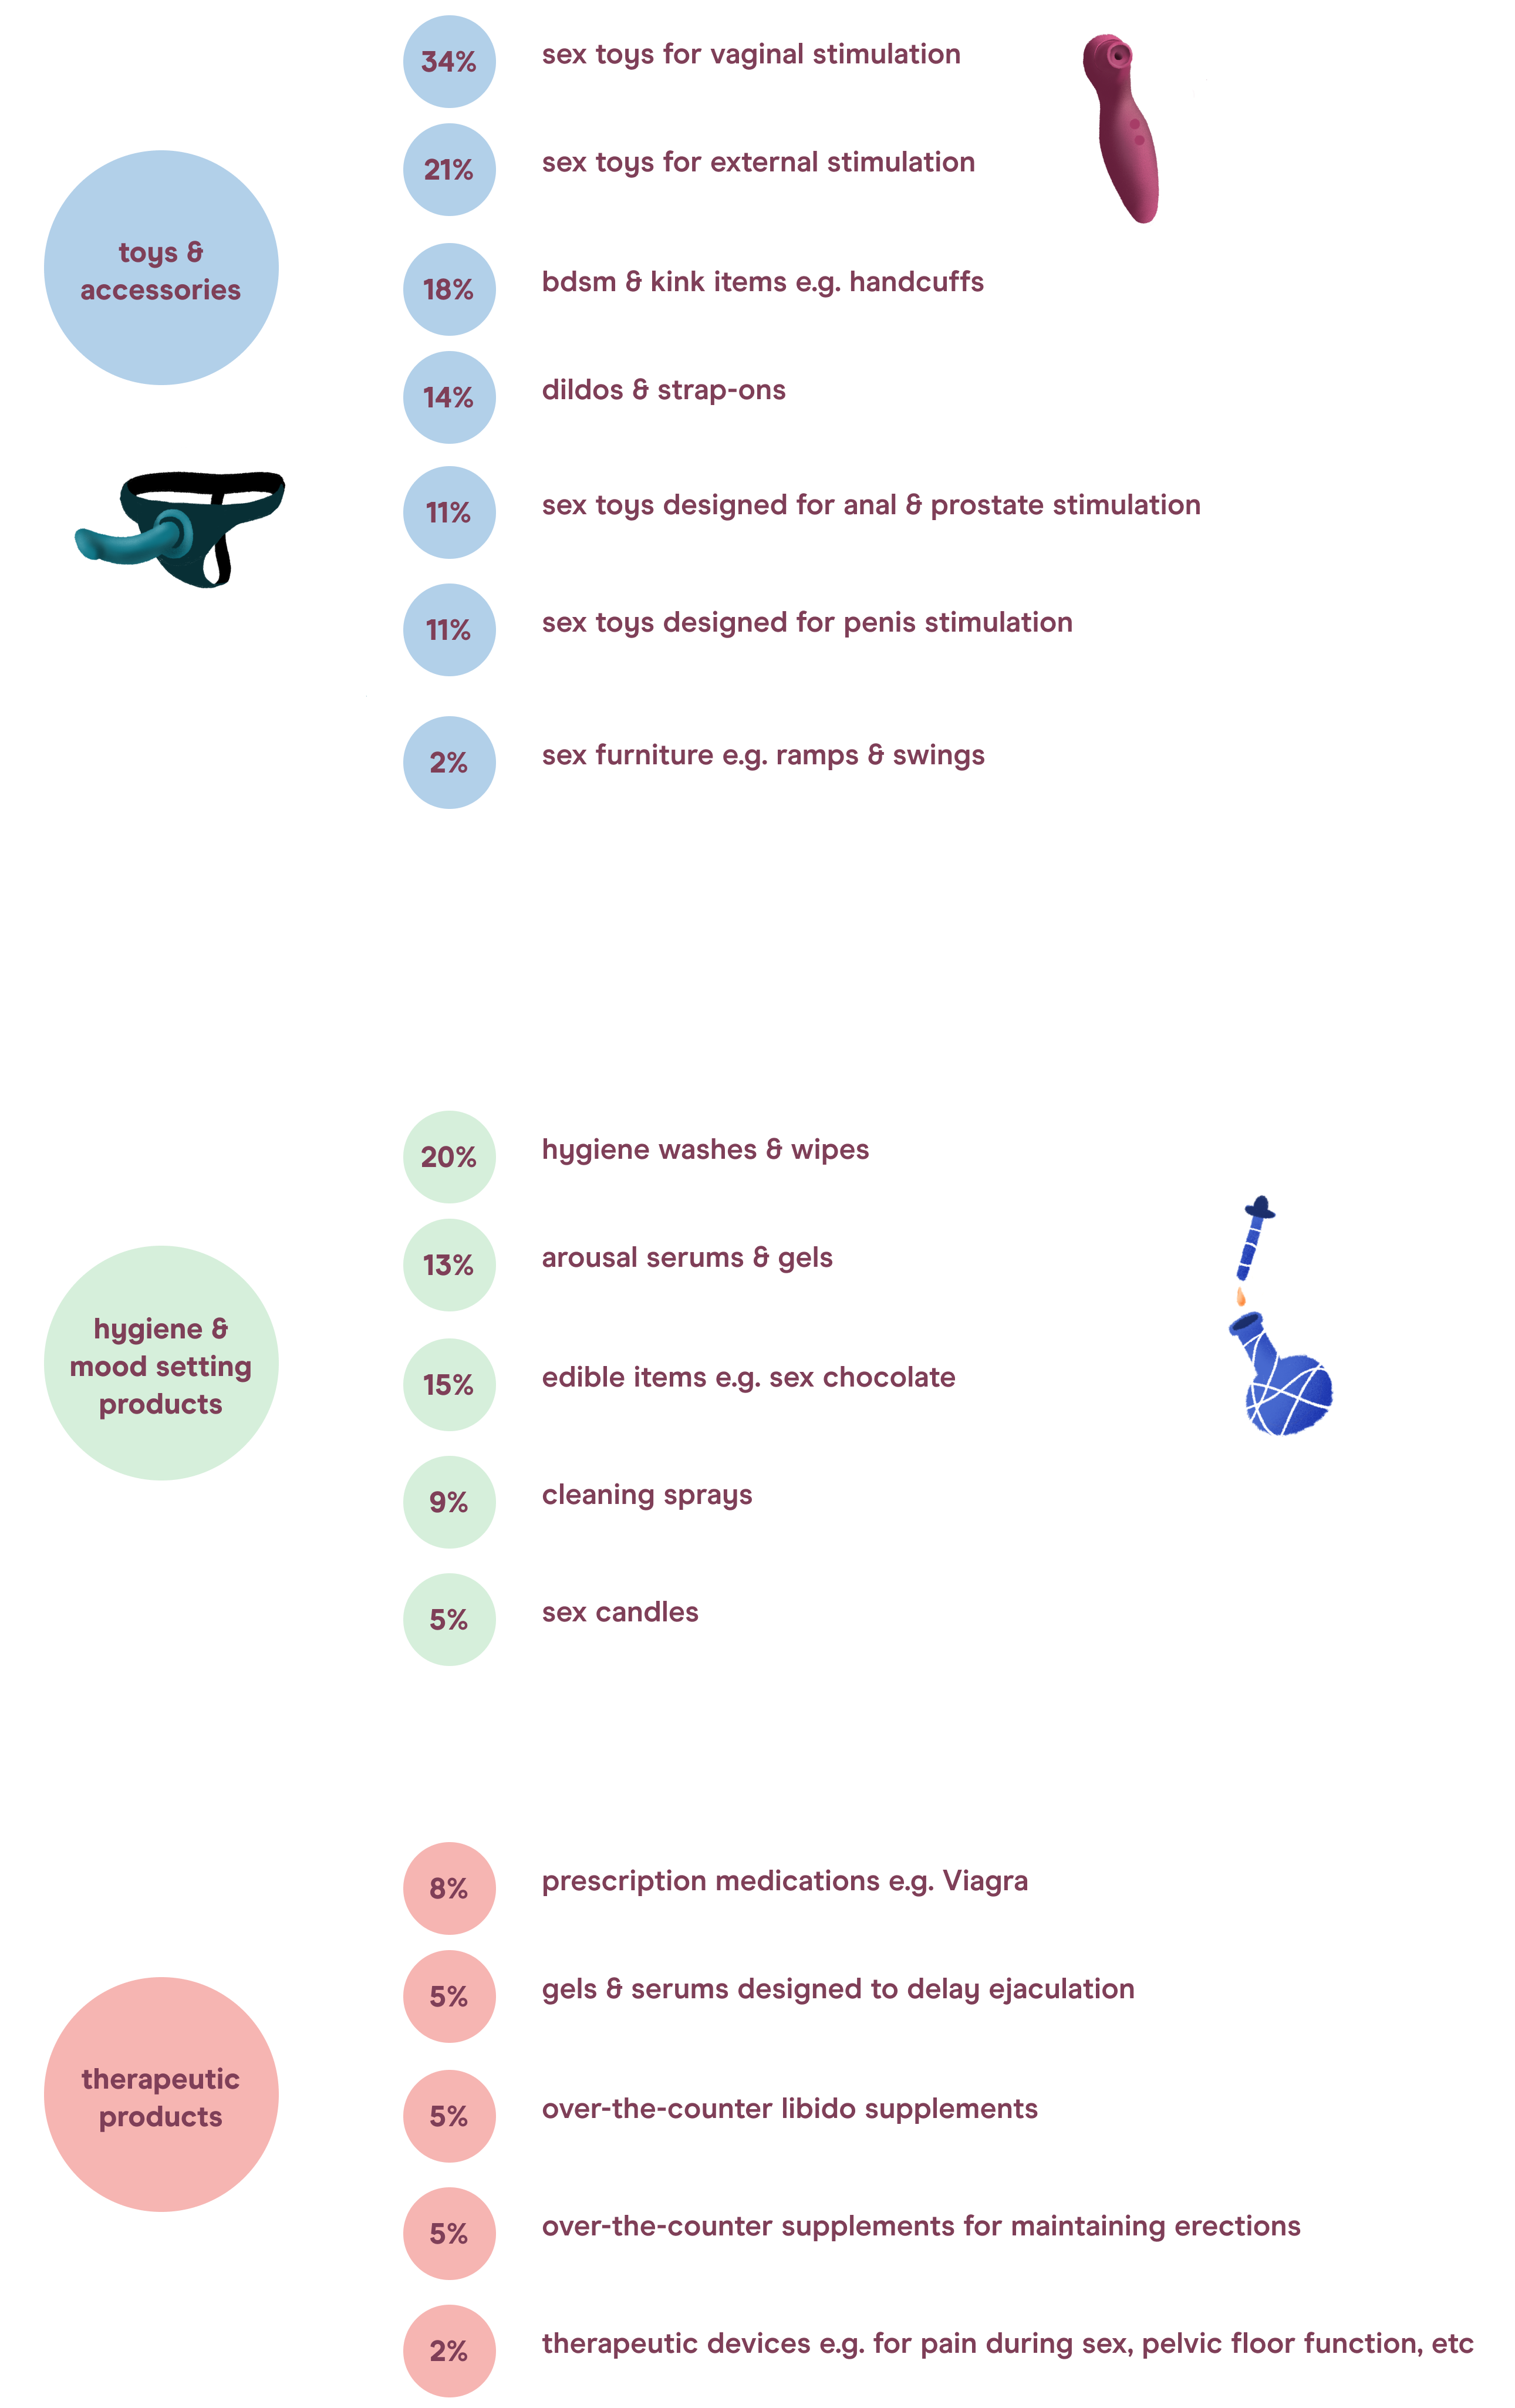 34% sex toys for vaginal stimulation
21% sex toys for external stimulation
toys &
accessories
18% bdsm & kink items e.g. handcuffs
14% dildos & strap-ons
11% sex toys designed for anal & prostate stimulation
11% sex toys designed for penis stimulation
2% sex furniture e.g. ramps & swings
20% hygiene washes & wipes
13% arousal serums & gels
hygiene &
mood setting
products
15% edible items e.g. sex chocolate
9% cleaning sprays
5% sex candles
8% prescription medications e.g. Viagra
5% gels & serums designed to delay ejaculation
therapeutic
products
5% over-the-counter libido supplements
5% over-the-counter supplements for maintaining erections
2% therapeutic devices e.g. for pain during sex, pelvic floor function, etc